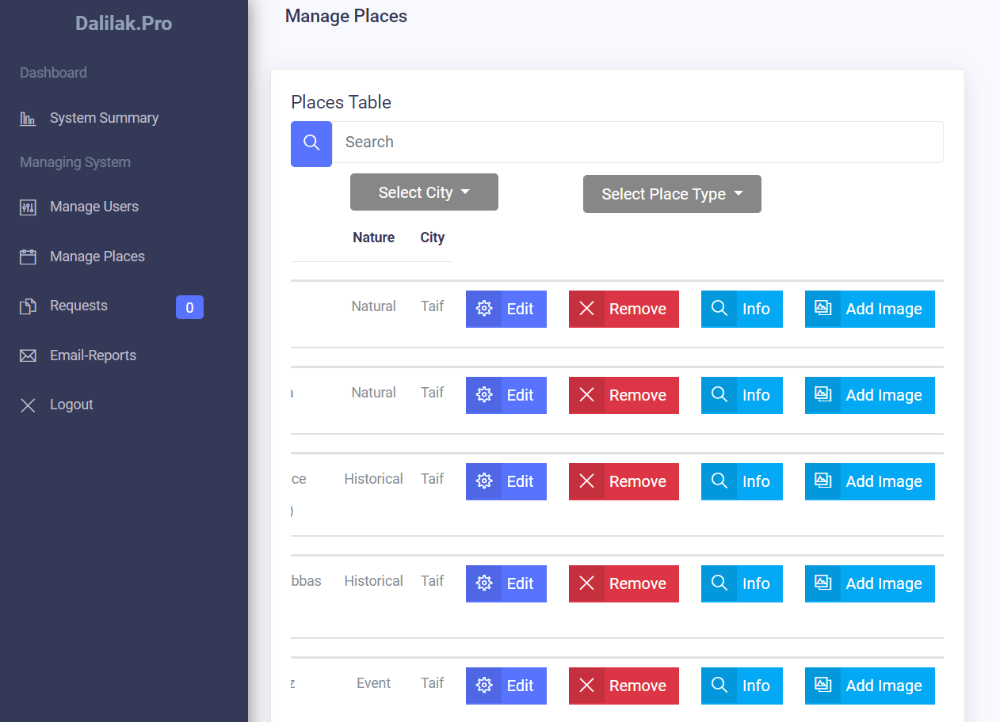 Dalilak.Pro
Dashboard
System Summary
Managing System
Manage Users
Manage Places
Requests 0
Email-Reports
Logout
Manage Places
Places Table
Search
Select City Select Place Type
Nature City
Natural Taif Edit Remove Info Add Image
Natural Taif Edit Remove Info Add Image
ce Historical Taif Edit Remove Info Add Image
)
bbas Historical Taif Edit Remove Info Add Image
z Event Taif Edit Remove Info Add Image